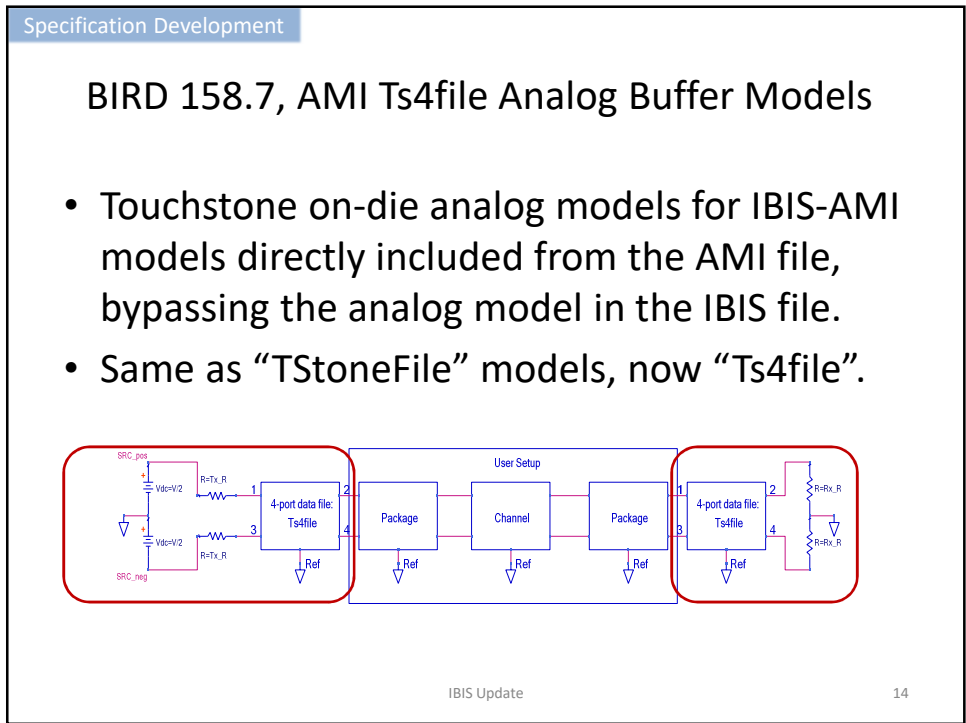 Specification Development
BIRD 158.7, AMI Ts4file Analog Buffer Models
• Touchstone on-die analog models for IBIS-AMI
models directly included from the AMI file,
bypassing the analog model in the IBIS file.
• Same as “TStoneFile” models, now “Ts4file”.
SRC_pos
+
Vdc=V/2
R=Tx_R
+
Vdc=V/2
R=Tx_R
SRC_neg
1
3
4-port data file:
Ts4file
2
4
Ref
User Setup
Package
Ref
Channel
Ref
Package
Ref
1
3
4-port data file:
Ts4file
2
4
Ref
R=Rx_R
R=Rx_R
IBIS Update
14